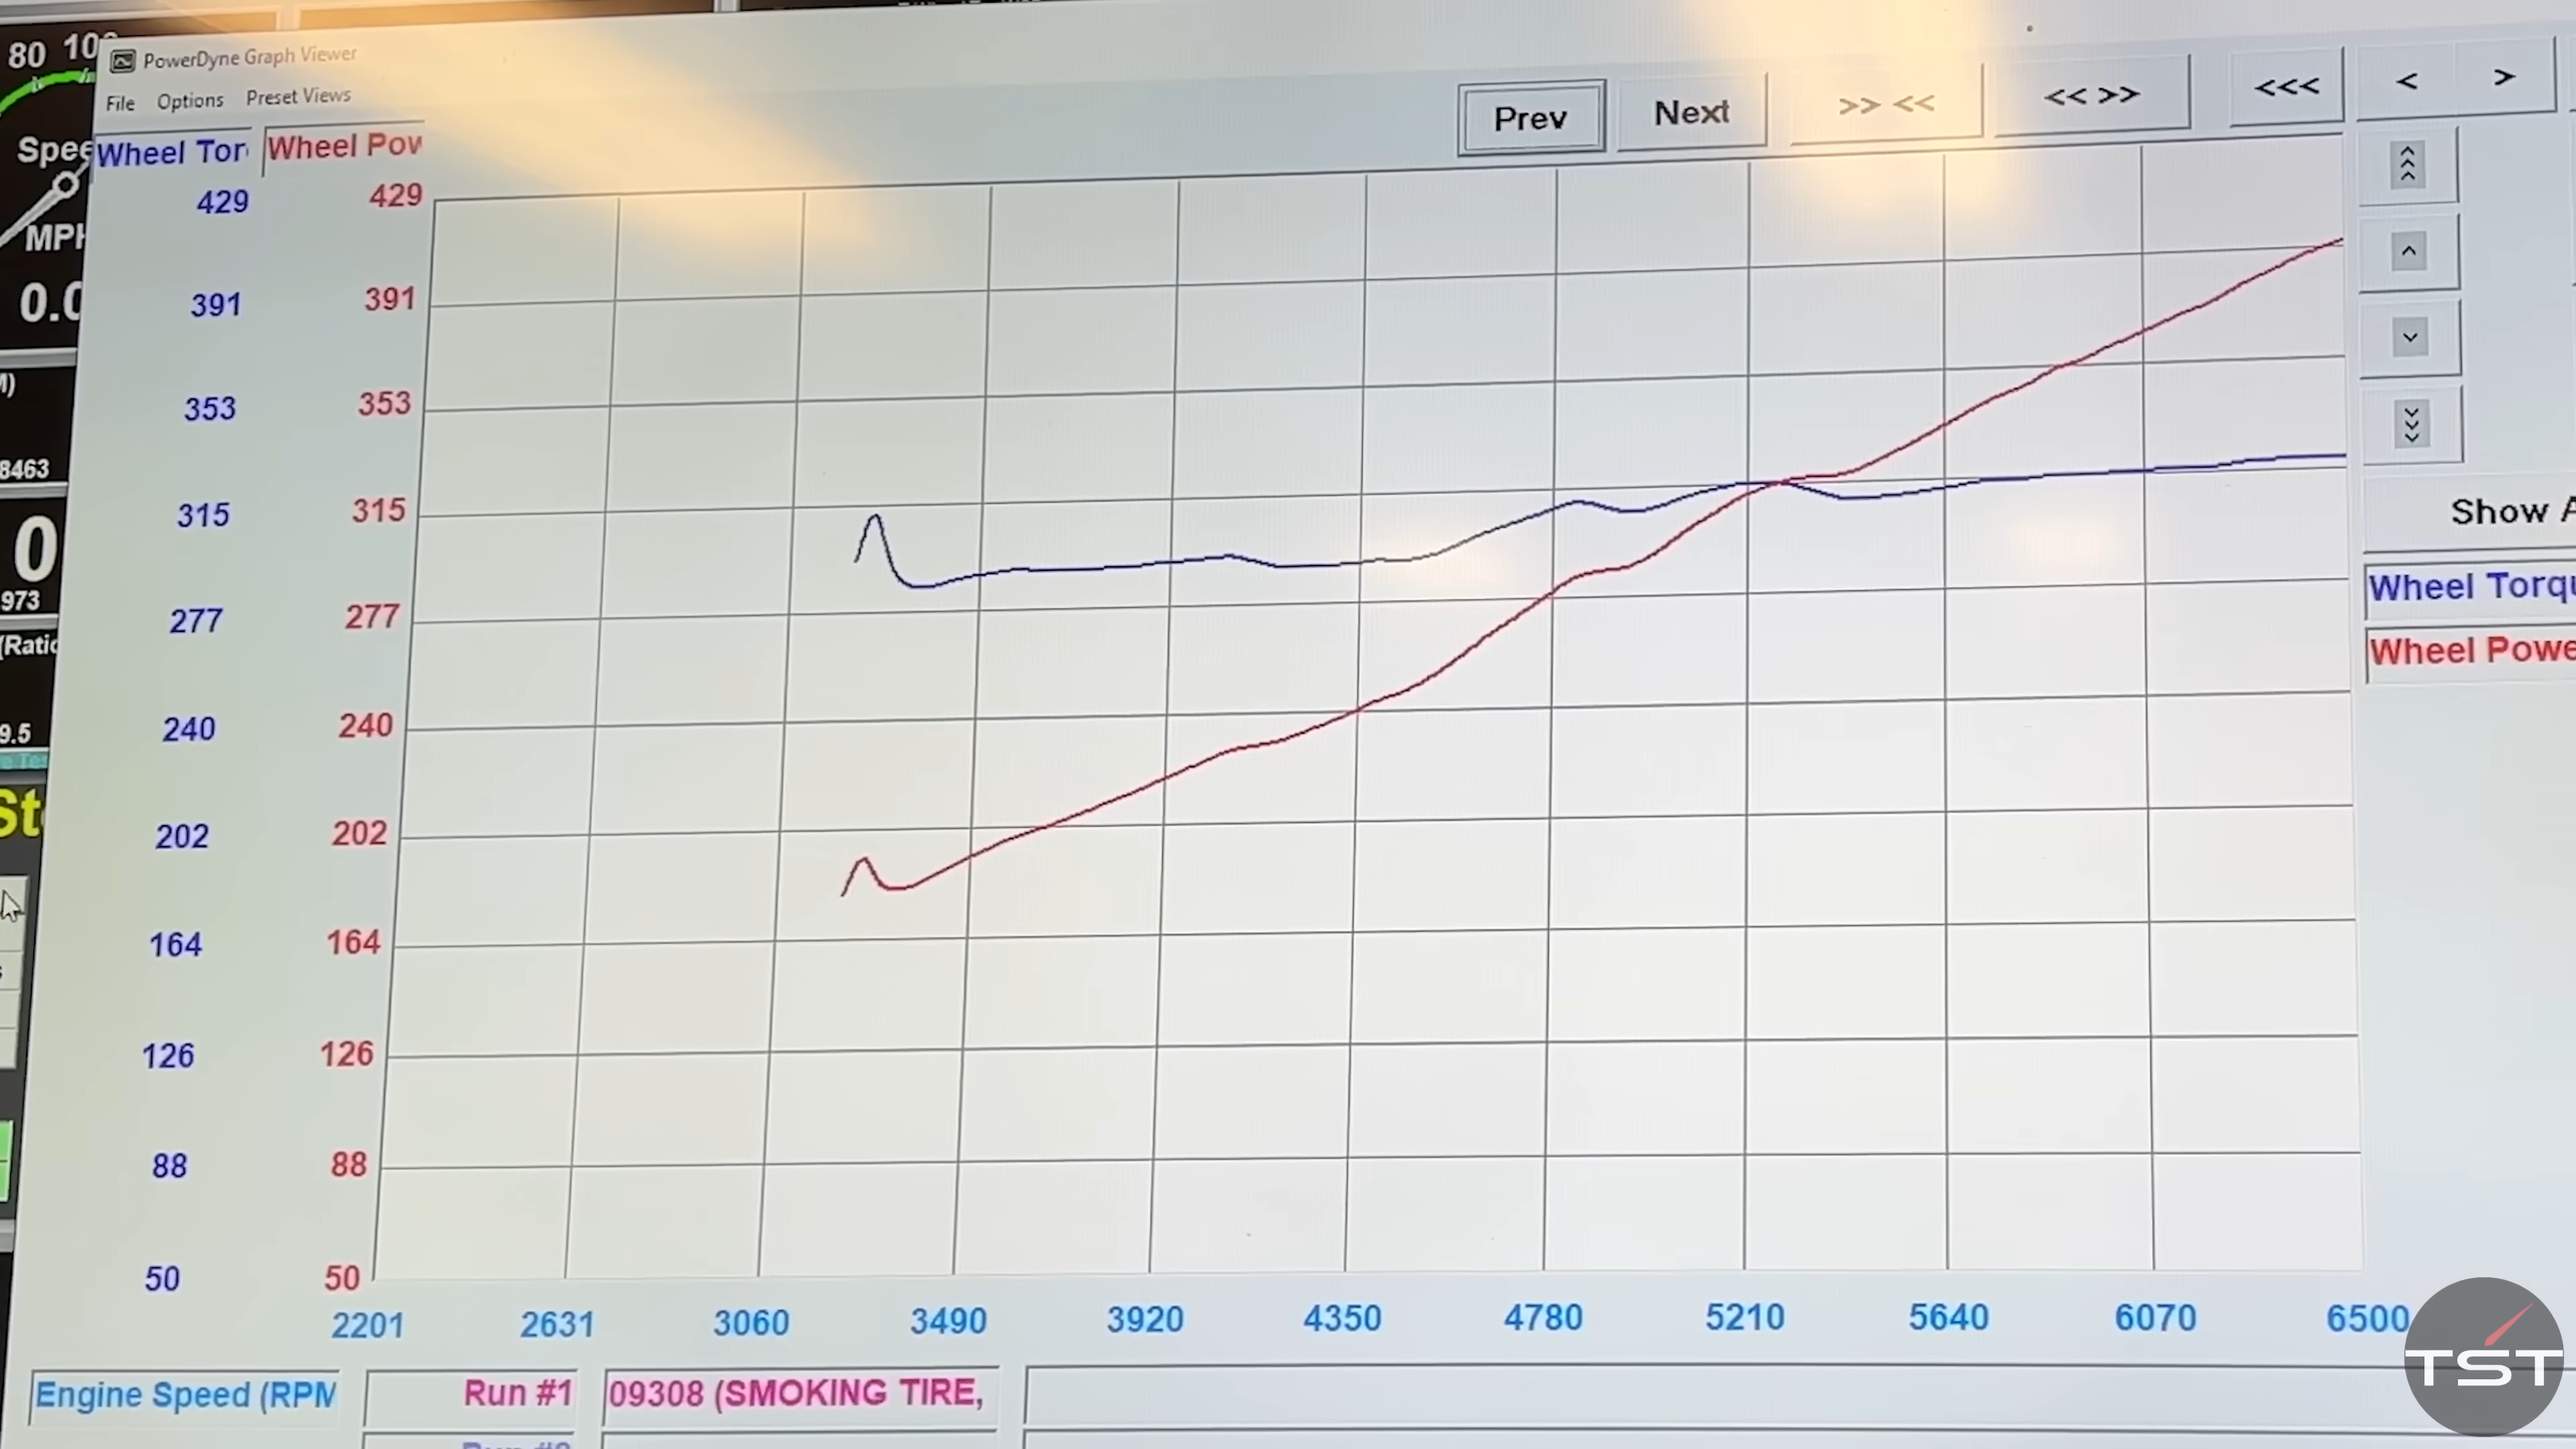 80 100
PowerDyne Graph Viewer
File Options Preset Views
Prev Next >> << << >> <<< < >
Spee
MPH
0.0
Wheel Tor Wheel Pow
429 429
391 391
353 353
315 315
277 277
240 240
202 202
164 164
126 126
88 88
50 50
8463
0
973
(Ratio
9.5
Sto
Show A
Wheel Torqu
Wheel Powe
2201 2631 3060 3490 3920 4350 4780 5210 5640 6070 6500
Engine Speed (RPM Run #1 09308 (SMOKING TIRE,
TST